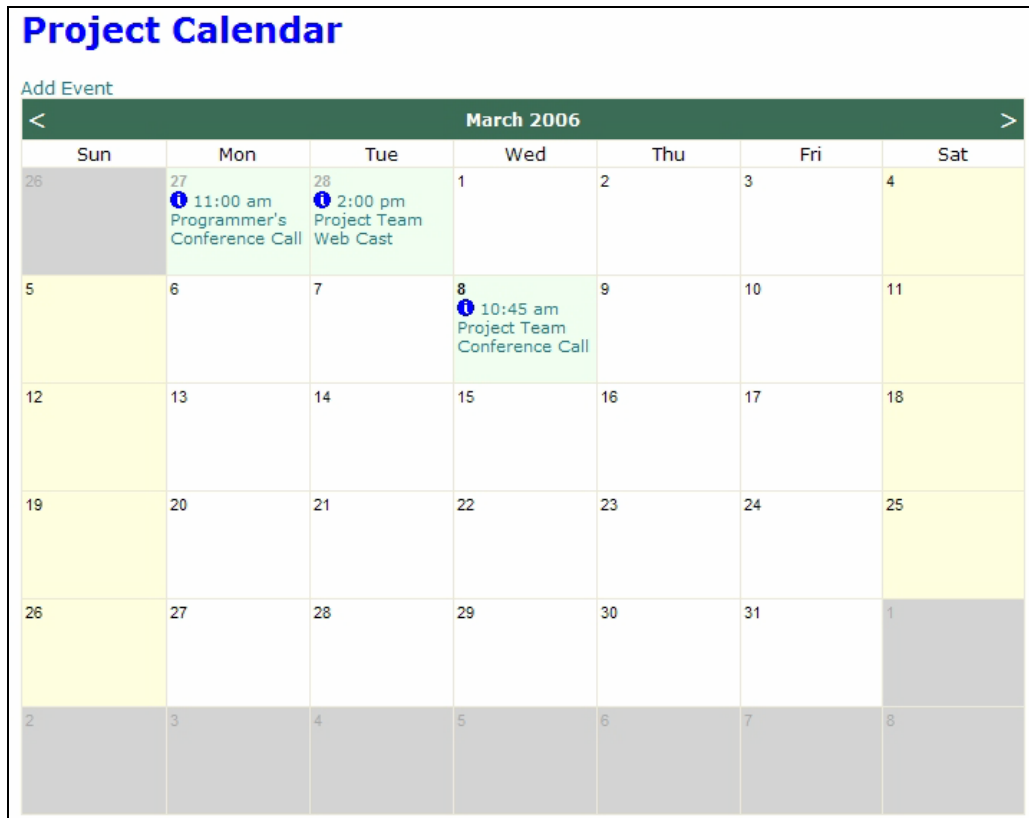 Project Calendar
Add Event
< March 2006 >
Sun Mon Tue Wed Thu Fri Sat
26 27 28 1 2 3 4
11:00 am 2:00 pm
Programmer's Project Team
Conference Call Web Cast
5 6 7 8 9 10 11
10:45 am
Project Team
Conference Call
12 13 14 15 16 17 18
19 20 21 22 23 24 25
26 27 28 29 30 31 1
2 3 4 5 6 7 8